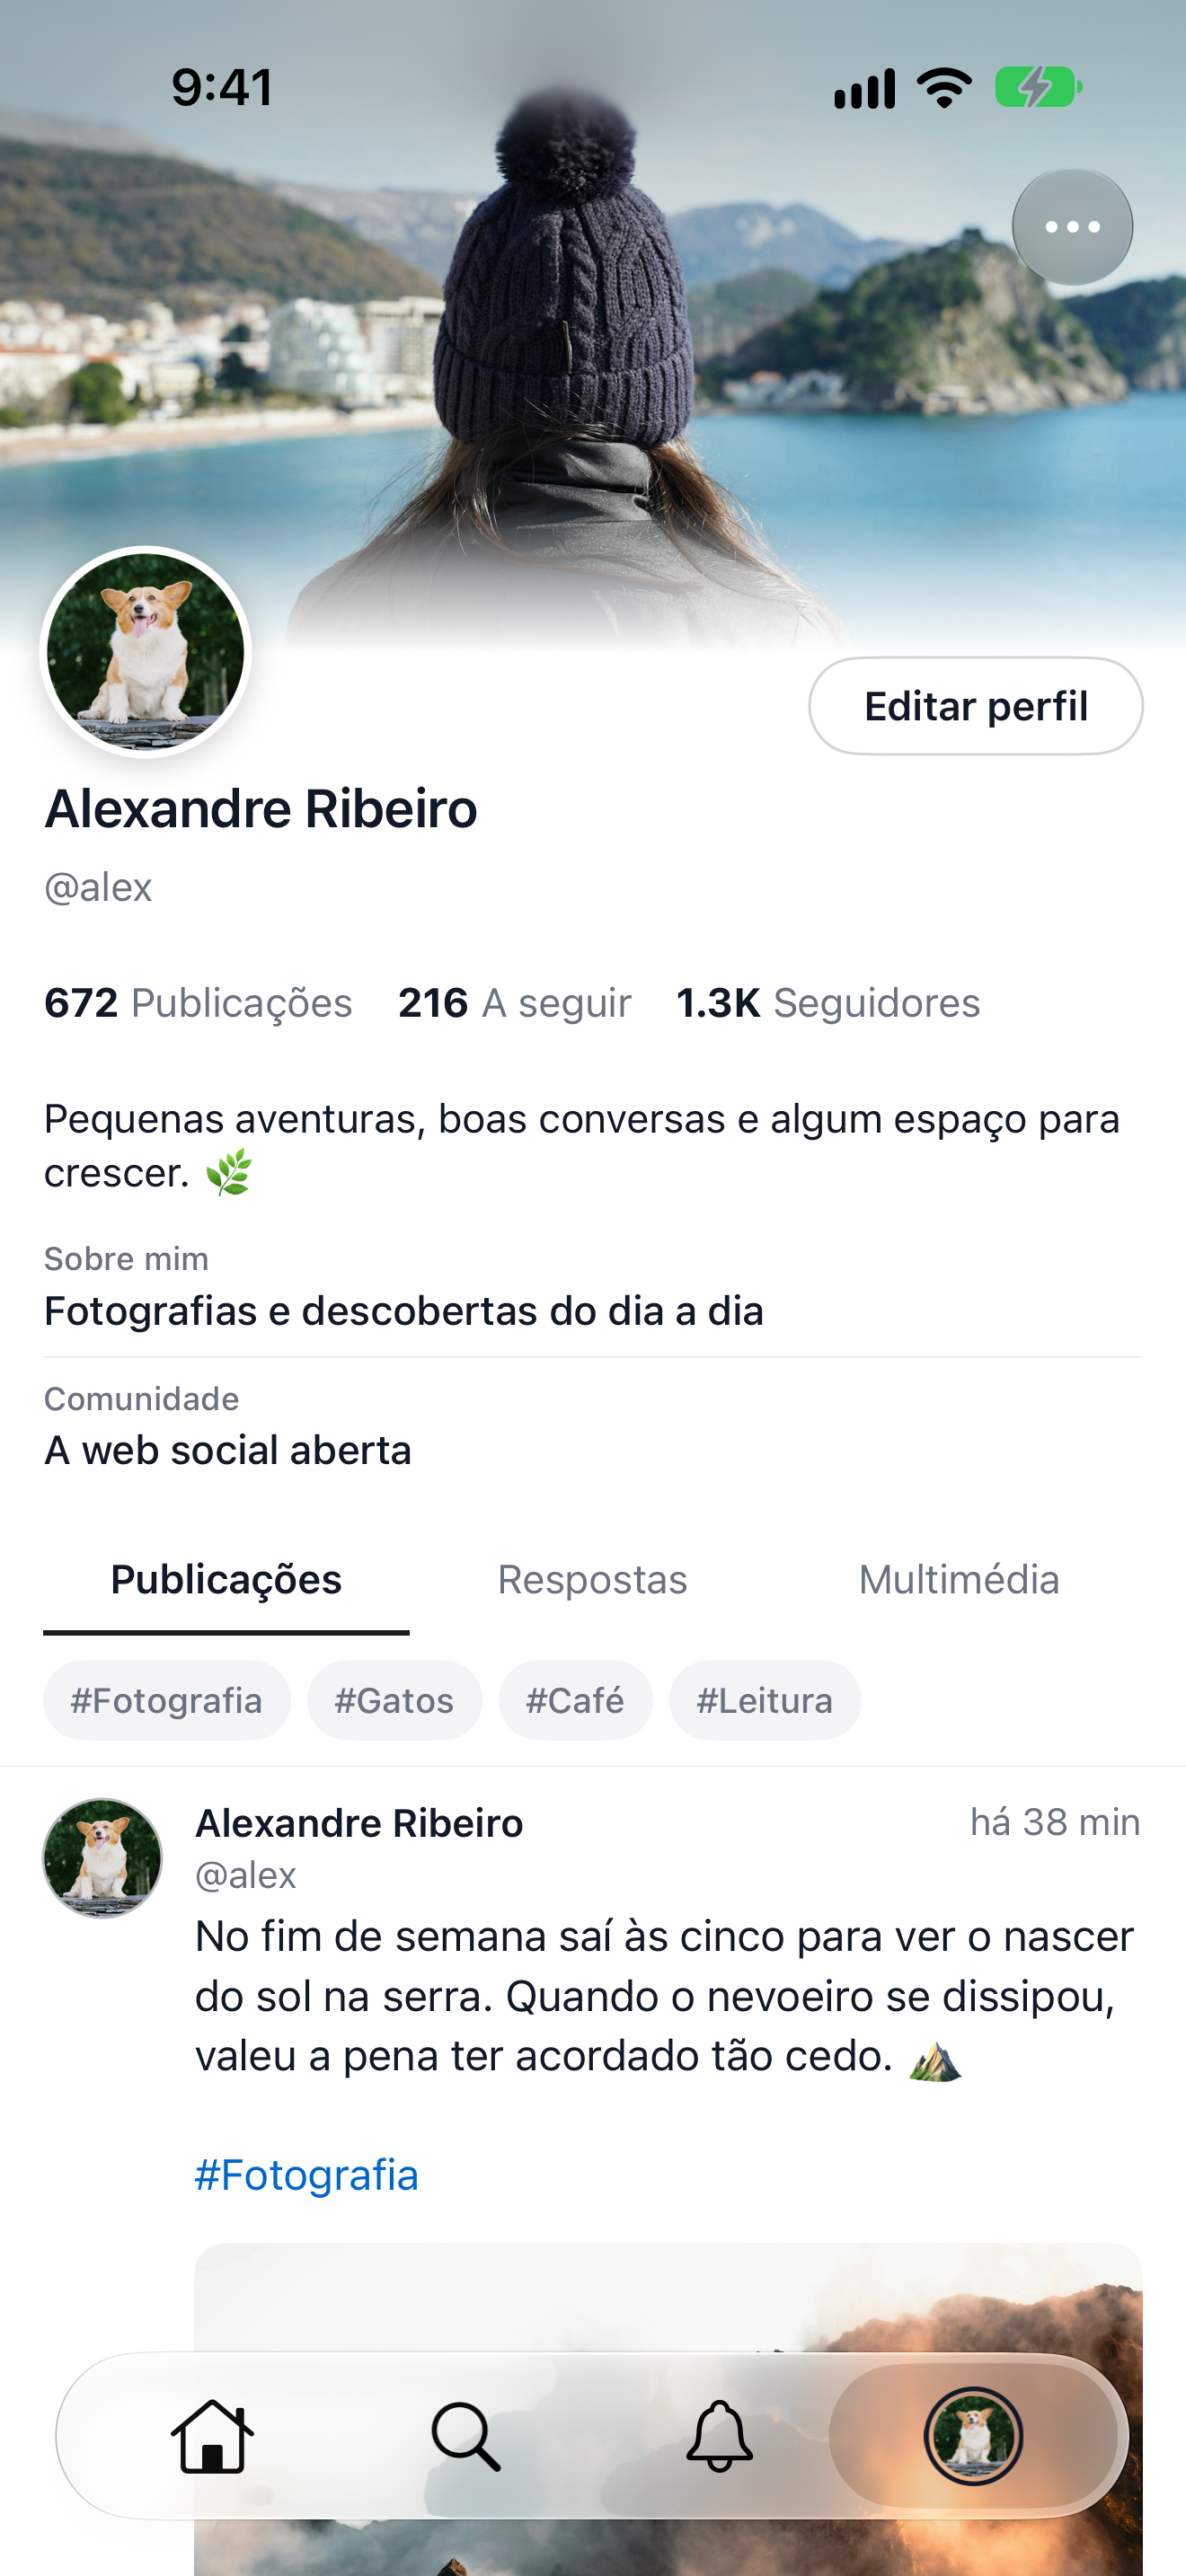 9:41
Editar perfil
Alexandre Ribeiro
@alex
672 Publicações 216 A seguir 1.3K Seguidores
Pequenas aventuras, boas conversas e algum espaço para
crescer. 🌿
Sobre mim
Fotografias e descobertas do dia a dia
Comunidade
A web social aberta
Publicações Respostas Multimédia
#Fotografia #Gatos #Café #Leitura
Alexandre Ribeiro há 38 min
@alex
No fim de semana saí às cinco para ver o nascer
do sol na serra. Quando o nevoeiro se dissipou,
valeu a pena ter acordado tão cedo. ⛰️
#Fotografia